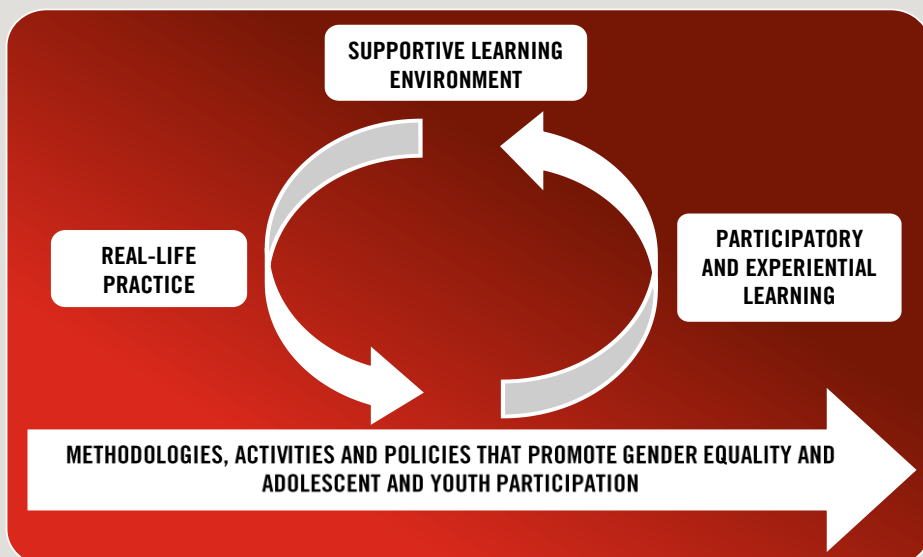 SUPPORTIVE LEARNING
ENVIRONMENT
REAL-LIFE
PRACTICE
PARTICIPATORY
AND EXPERIENTIAL
LEARNING
METHODOLOGIES, ACTIVITIES AND POLICIES THAT PROMOTE GENDER EQUALITY AND
ADOLESCENT AND YOUTH PARTICIPATION